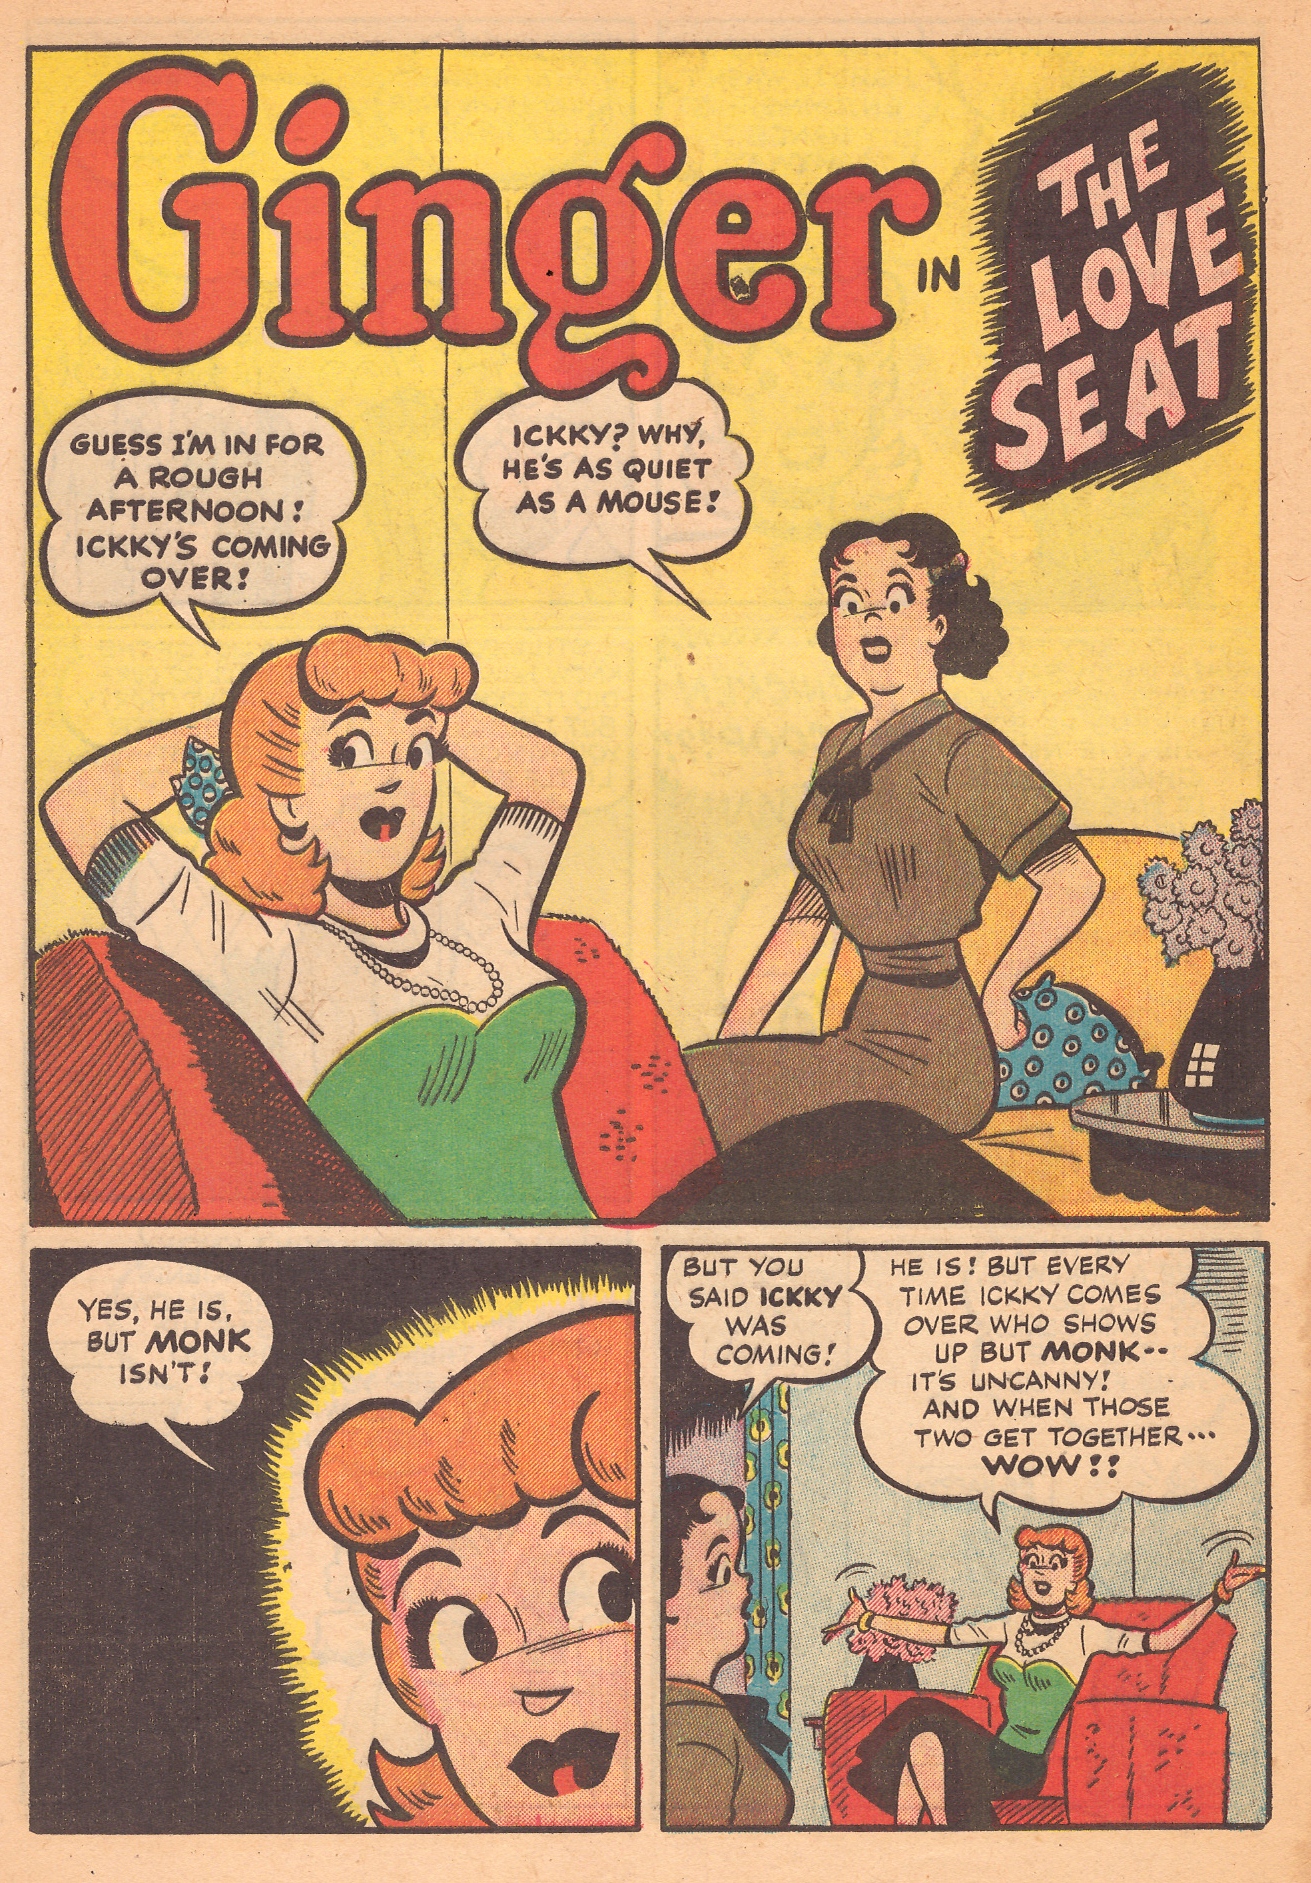 Ginger
IN
THE
LOVE
SEAT
GUESS I'M IN FOR
A ROUGH
AFTERNOON!
ICKKY'S COMING
OVER!
ICKKY? WHY,
HE'S AS QUIET
AS A MOUSE!
YES, HE IS,
BUT MONK
ISN'T!
BUT YOU
SAID ICKKY
WAS
COMING!
HE IS! BUT EVERY
TIME ICKKY COMES
OVER WHO SHOWS
UP BUT MONK--
IT'S UNCANNY!
AND WHEN THOSE
TWO GET TOGETHER...
WOW!!